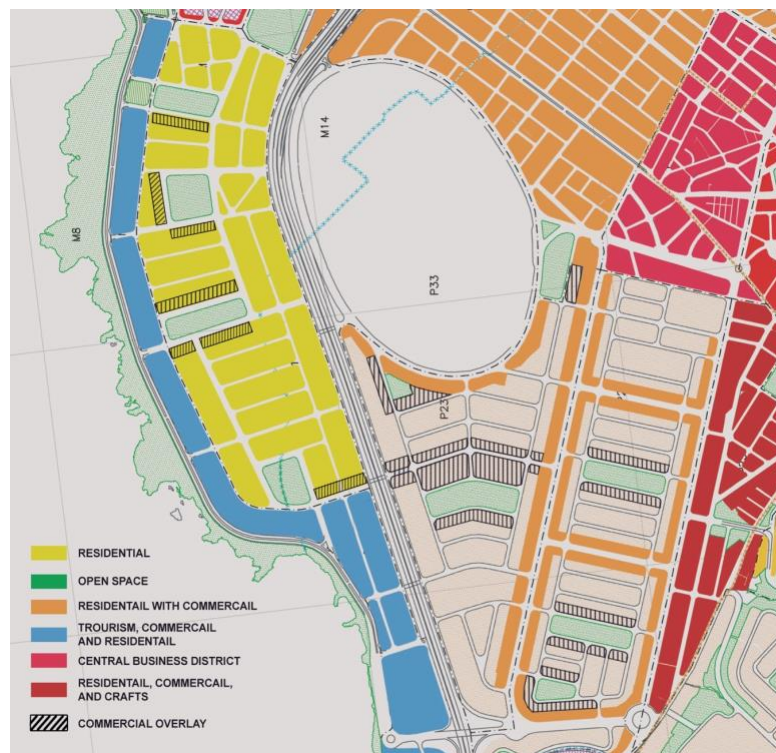 M14
M8
P33
P23
RESIDENTIAL
OPEN SPACE
RESIDENTAIL WITH COMMERCAIL
TROURISM, COMMERCAIL
AND RESIDENTAIL
CENTRAL BUSINESS DISTRICT
RESIDENTAIL, COMMERCAIL,
AND CRAFTS
COMMERCIAL OVERLAY